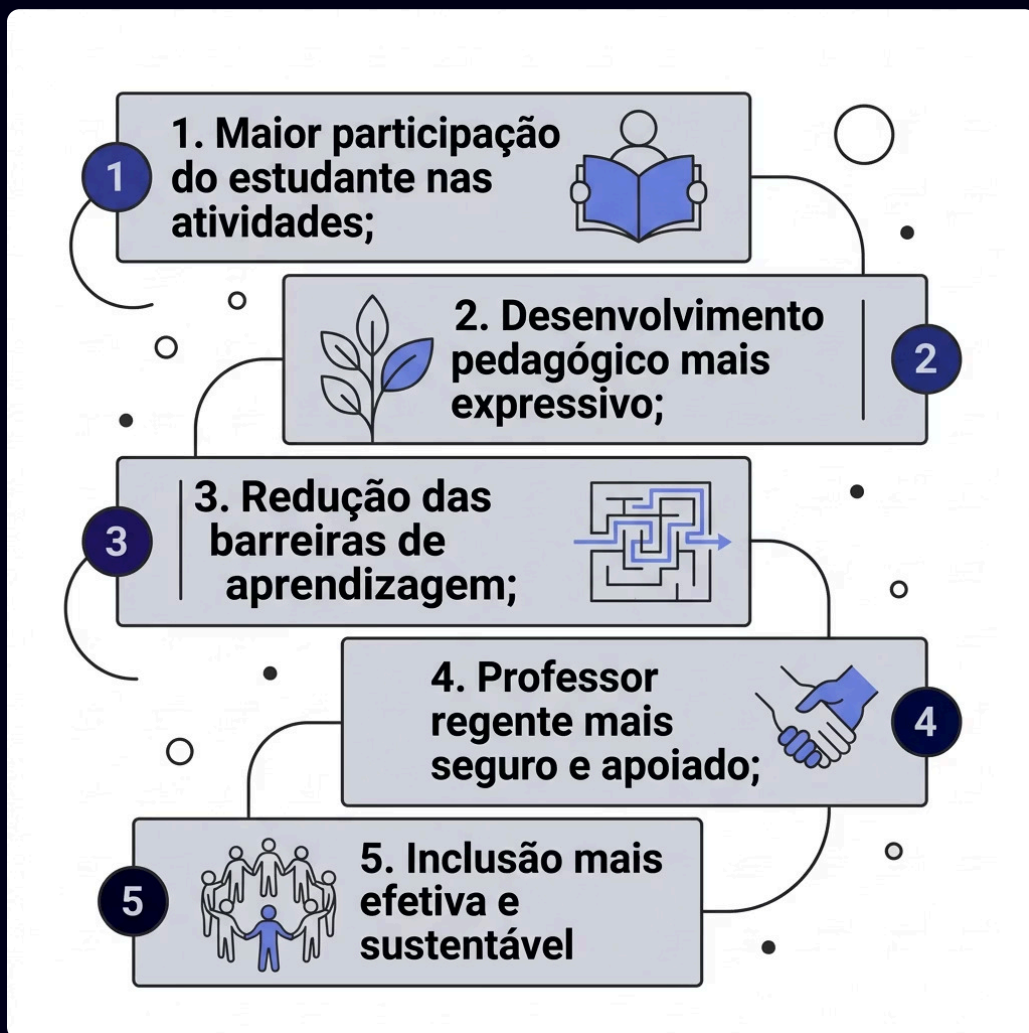 1
1. Maior participação
do estudante nas
atividades;
2. Desenvolvimento
pedagógico mais
expressivo;
2
3
3. Redução das
barreiras de
aprendizagem;
4. Professor
regente mais
seguro e apoiado;
4
5
5. Inclusão mais
efetiva e
sustentável